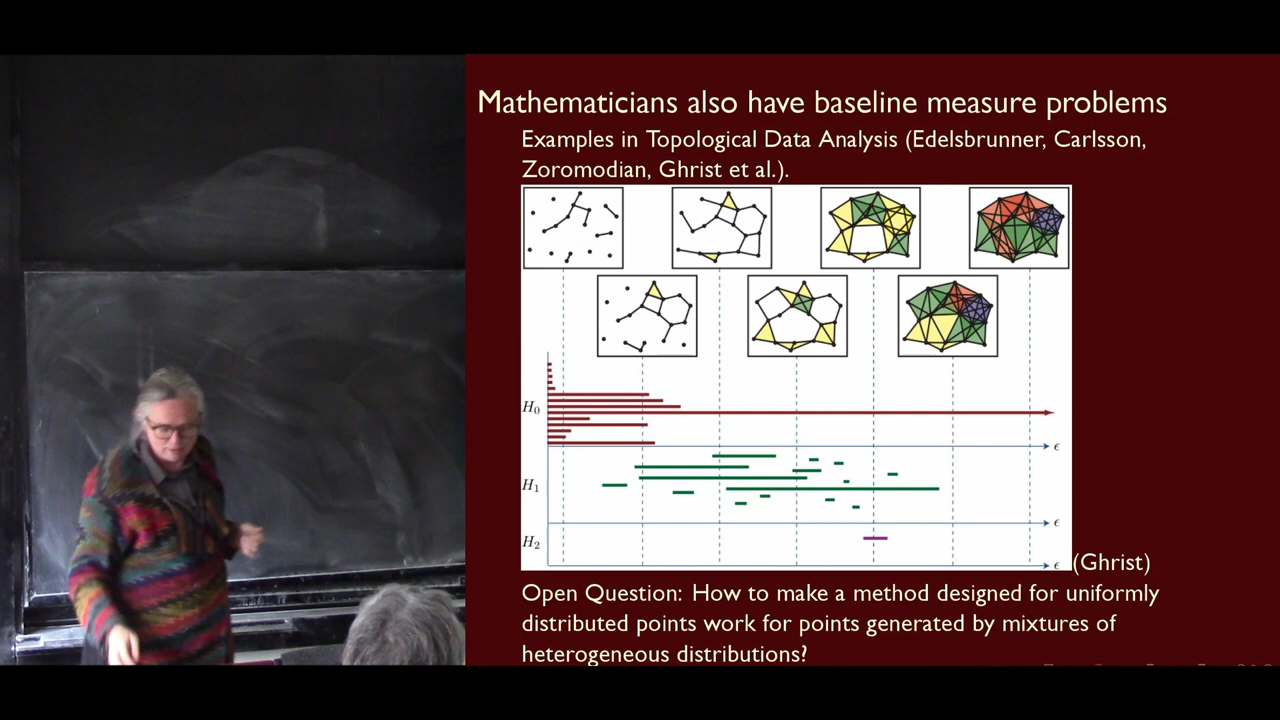 Mathematicians also have baseline measure problems
Examples in Topological Data Analysis (Edelsbrunner, Carlsson,
Zoromodian, Ghrist et al.).
H₀
ϵ
H₁
ϵ
H₂
ϵ
(Ghrist)
Open Question: How to make a method designed for uniformly
distributed points work for points generated by mixtures of
heterogeneous distributions?